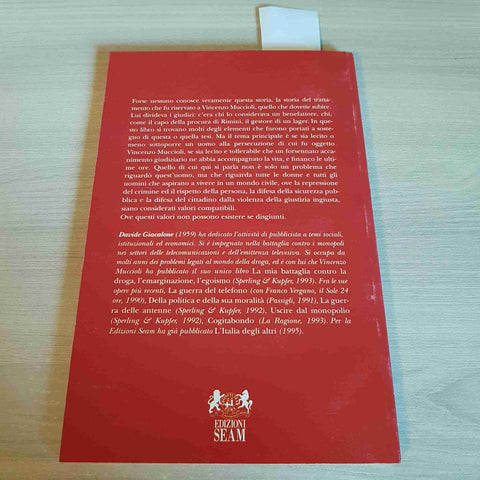 Forse nessuno conosce veramente questa storia, la storia del tratta-
mento che fu riservato a Vincenzo Muccioli, quello che dovette subire.
Lui divideva i giudizi: c'era chi lo considerava un benefattore, chi,
come il capo della procura di Rimini, il gestore di un lager. In que-
sto libro si trovano molti degli elementi che furono portati a soste-
gno di questa o quella tesi. Ma il tema principale è se sia lecito o
meno sottoporre un uomo alla persecuzione di cui fu oggetto
Vincenzo Muccioli, se sia lecito e tollerabile che un forsennato acca-
nimento giudiziario ne abbia accompagnato la vita, e financo le ulti-
me ore. Quello di cui qui si parla non è solo un problema che
riguardò quest'uomo, ma che riguarda tutte le donne e tutti gli
uomini che aspirano a vivere in un mondo civile, ove la repressione
del crimine ed il rispetto della persona, la difesa della sicurezza pub-
blica e la difesa del cittadino dalla violenza della giustizia ingiusta,
siano considerati valori compatibili.
Ove questi valori non possono esistere se disgiunti.
Davide Giacalone (1959) ha dedicato l'attività di pubblicista a temi sociali,
istituzionali ed economici. Si è impegnato nella battaglia contro i monopoli
nei settori delle telecomunicazioni e dell'emittenza televisiva. Si occupa da
molti anni dei problemi legati al mondo della droga, ed è con lui che Vincenzo
Muccioli ha pubblicato il suo unico libro La mia battaglia contro la
droga, l'emarginazione, l'egoismo (Sperling & Kupfer, 1993). Fra le sue
opere più recenti, La guerra del telefono (con Franco Vergano, il Sole 24
ore, 1990), Della politica e della sua moralità (Passigli, 1991), La guer-
ra delle antenne (Sperling & Kupfer, 1992), Uscire dal monopolio
(Sperling & Kupfer, 1992), Cogitabondo (La Ragione, 1993). Per la
Edizioni Seam ha già pubblicato L'Italia degli altri (1995).
EDIZIONI
SEAM